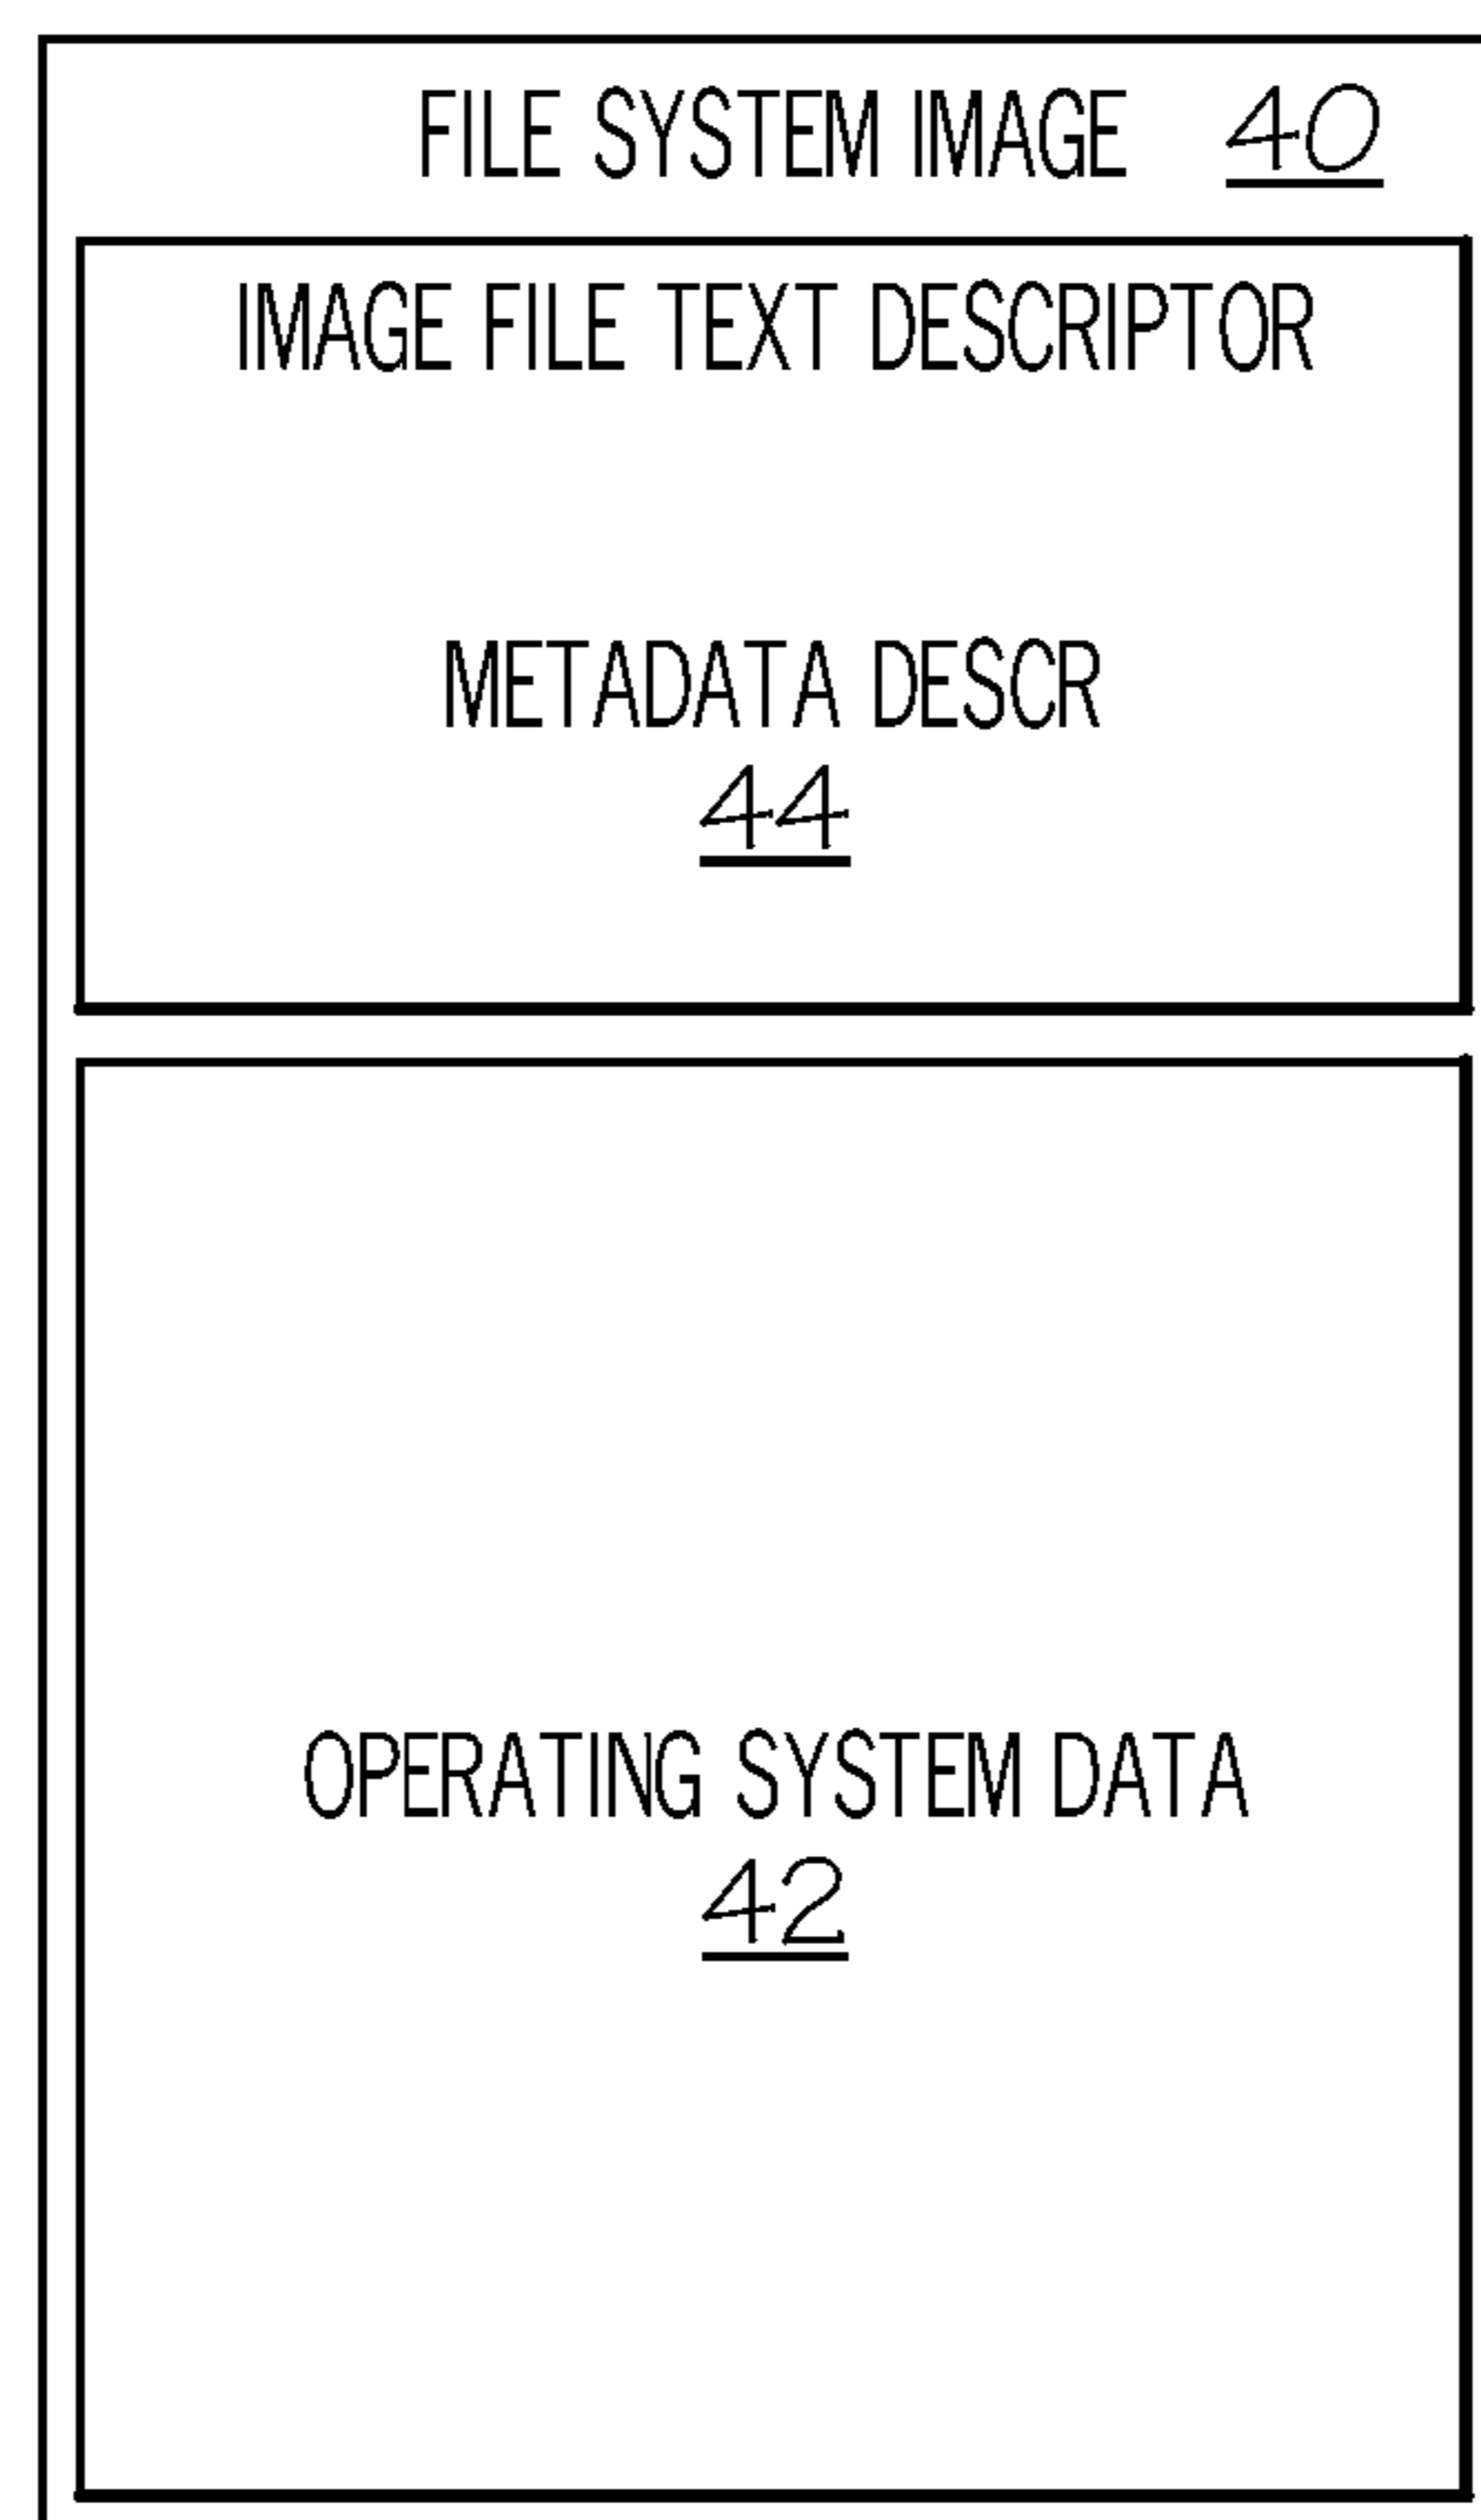 FILE SYSTEM IMAGE 40
IMAGE FILE TEXT DESCRIPTOR
METADATA DESCR
44
OPERATING SYSTEM DATA
42